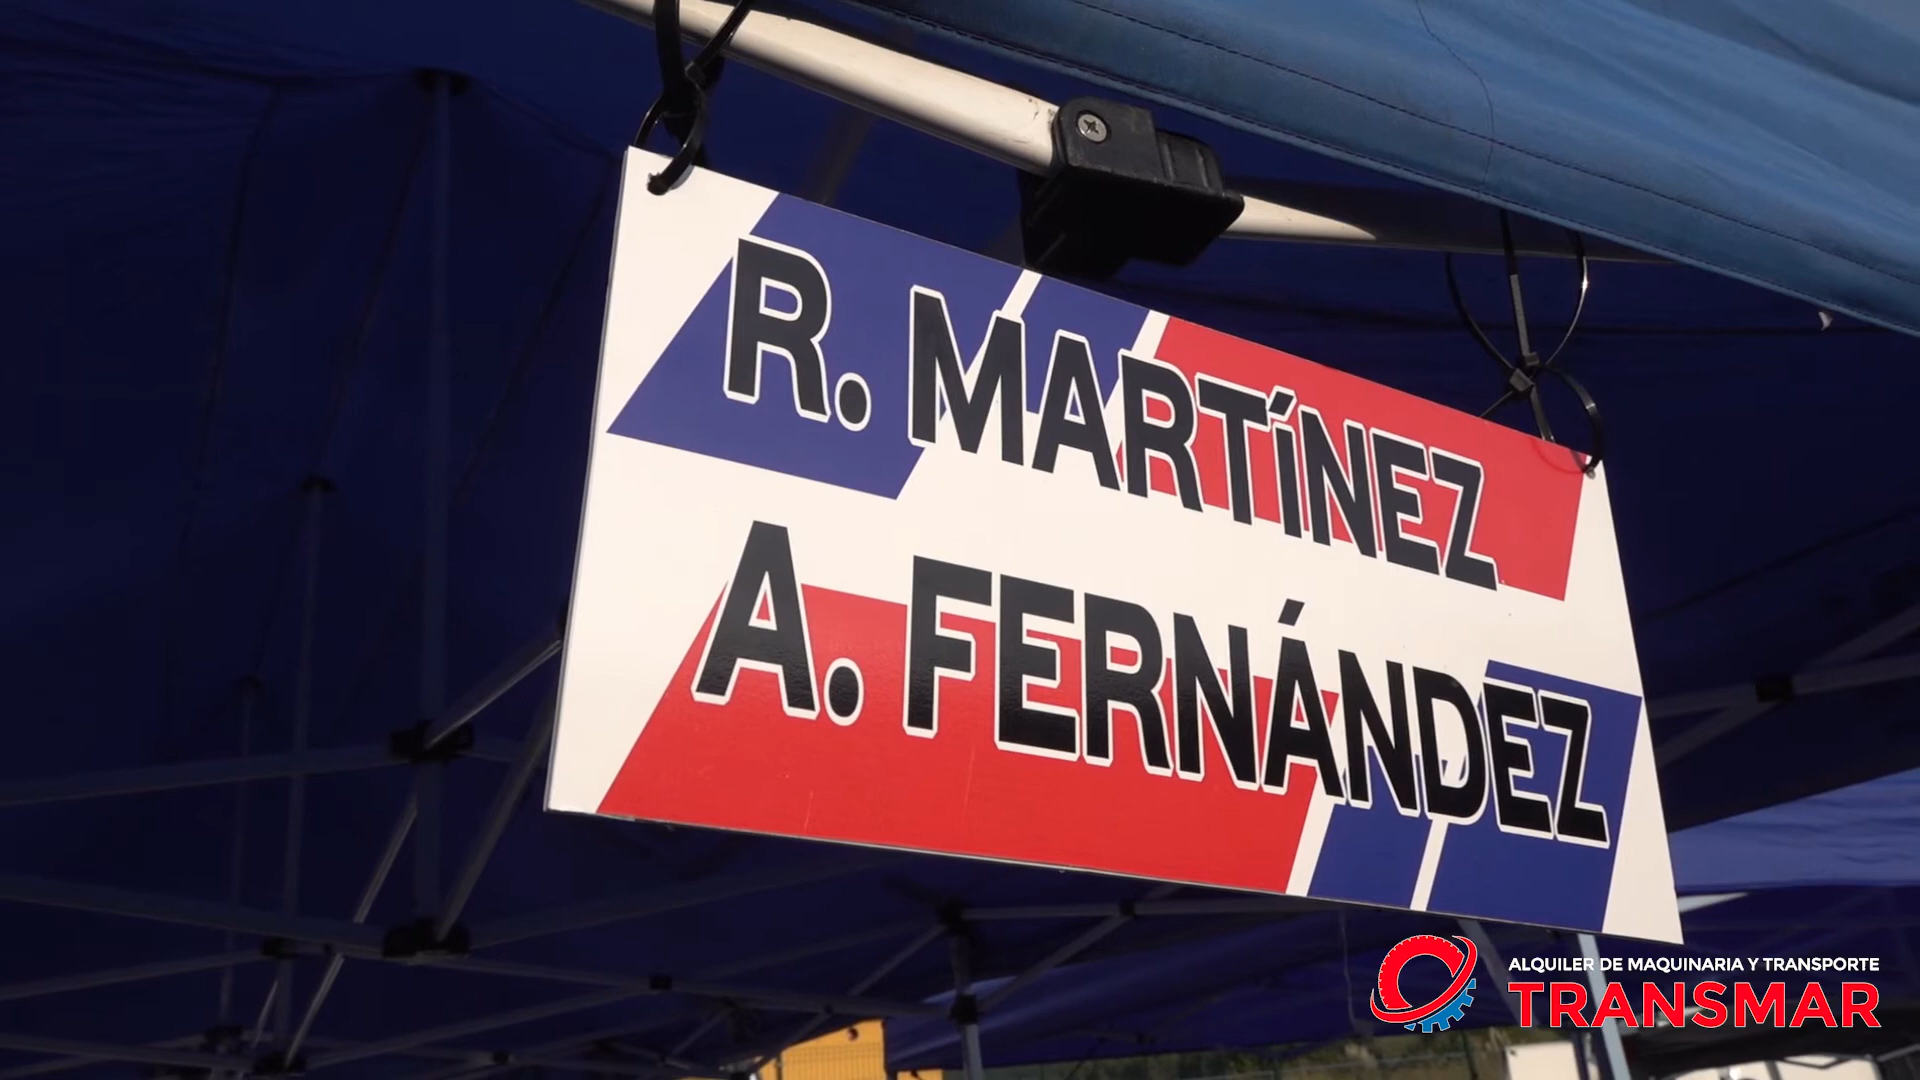 R. MARTÍNEZ
A. FERNÁNDEZ
ALQUILER DE MAQUINARIA Y TRANSPORTE
TRANSMAR